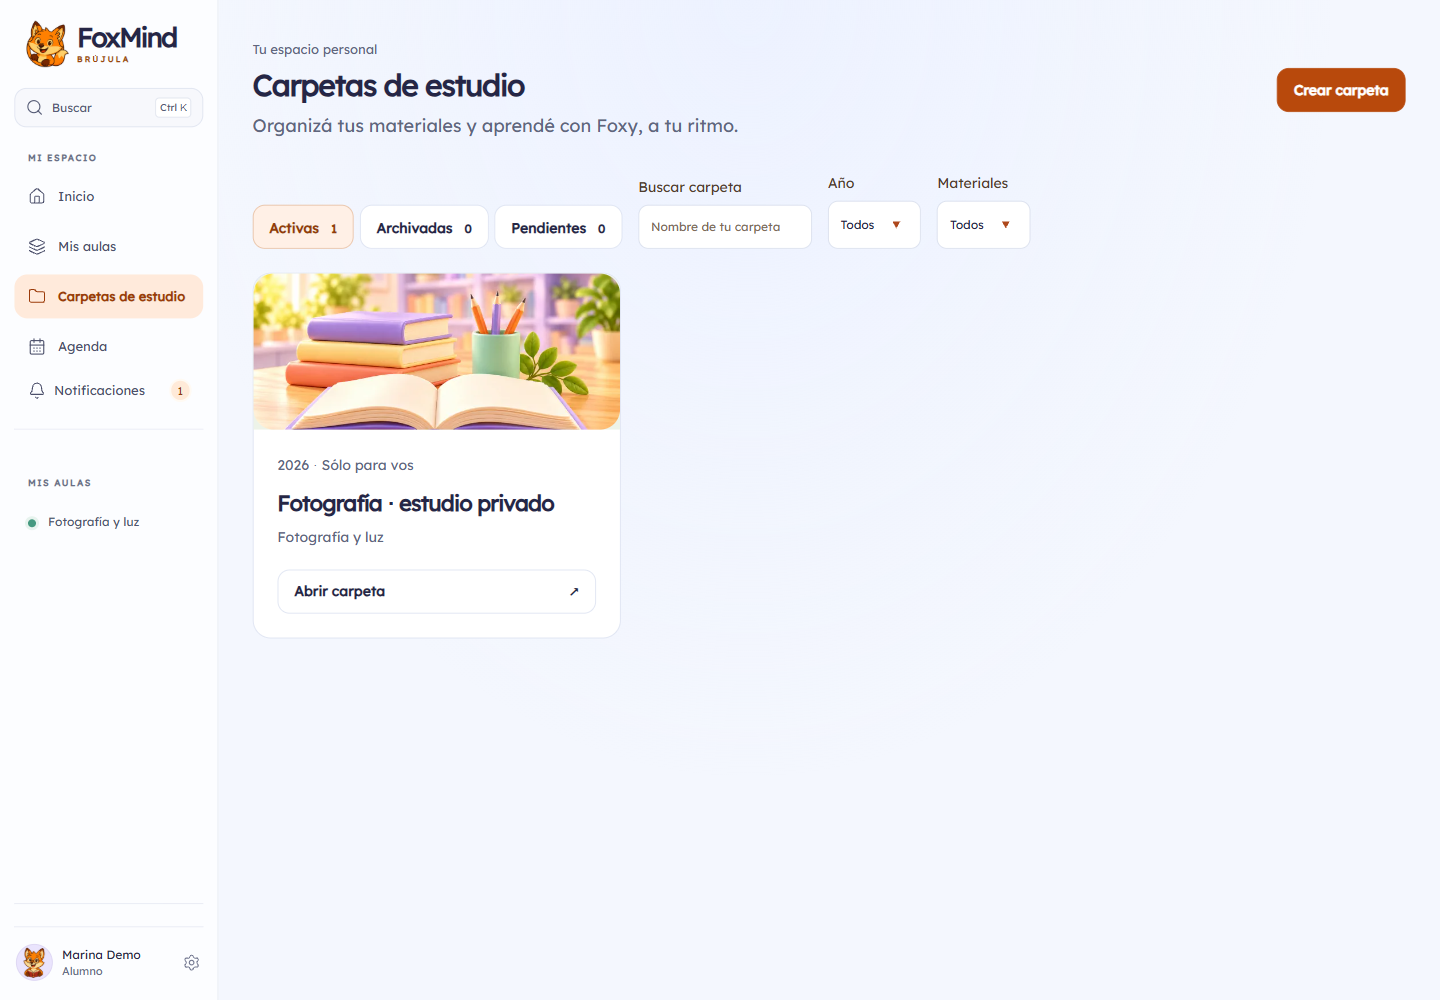 FoxMind
BRÚJULA
Buscar
Ctrl K
MI ESPACIO
Inicio
Mis aulas
Carpetas de estudio
Agenda
Notificaciones 1
MIS AULAS
Fotografía y luz
Marina Demo
Alumno
Tu espacio personal
Carpetas de estudio
Organizá tus materiales y aprendé con Foxy, a tu ritmo.
Crear carpeta
Activas 1
Archivadas 0
Pendientes 0
Buscar carpeta
Nombre de tu carpeta
Año
Todos
Materiales
Todos
2026 · Sólo para vos
Fotografía · estudio privado
Fotografía y luz
Abrir carpeta